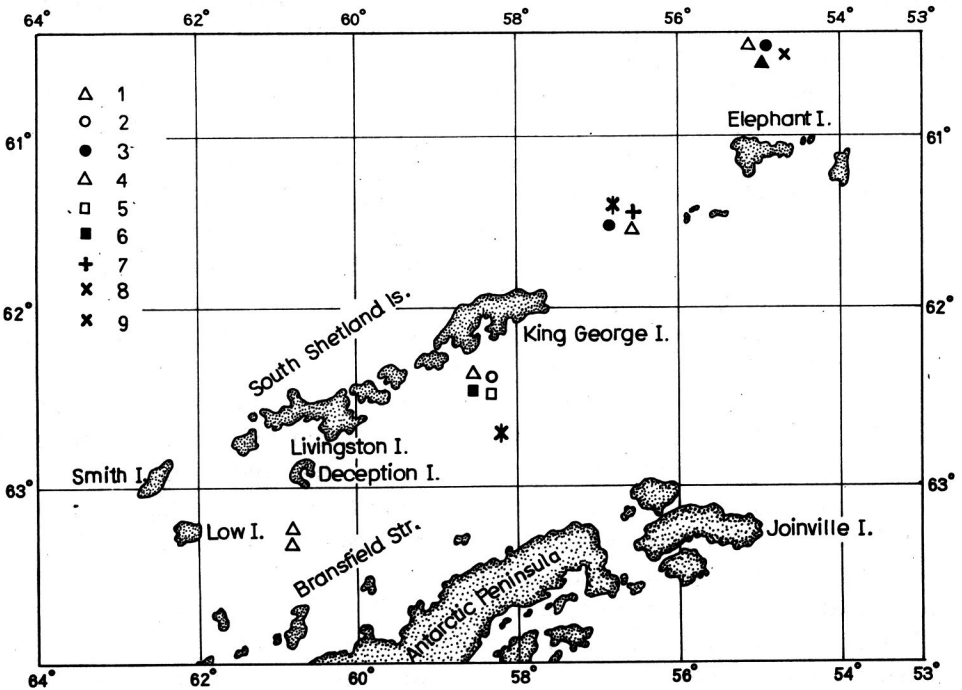 64° 62° 60° 58° 56° 54° 53°
1
2
3
4
5
6
7
8
9
Elephant I.
61° 61°
62° 62°
South Shetland Is.
King George I.
Livingston I.
Smith I.
Deception I.
63° 63°
Low I.
Bransfield Str.
Joinville I.
Antarctic Peninsula
64° 62° 60° 58° 56° 54° 53°